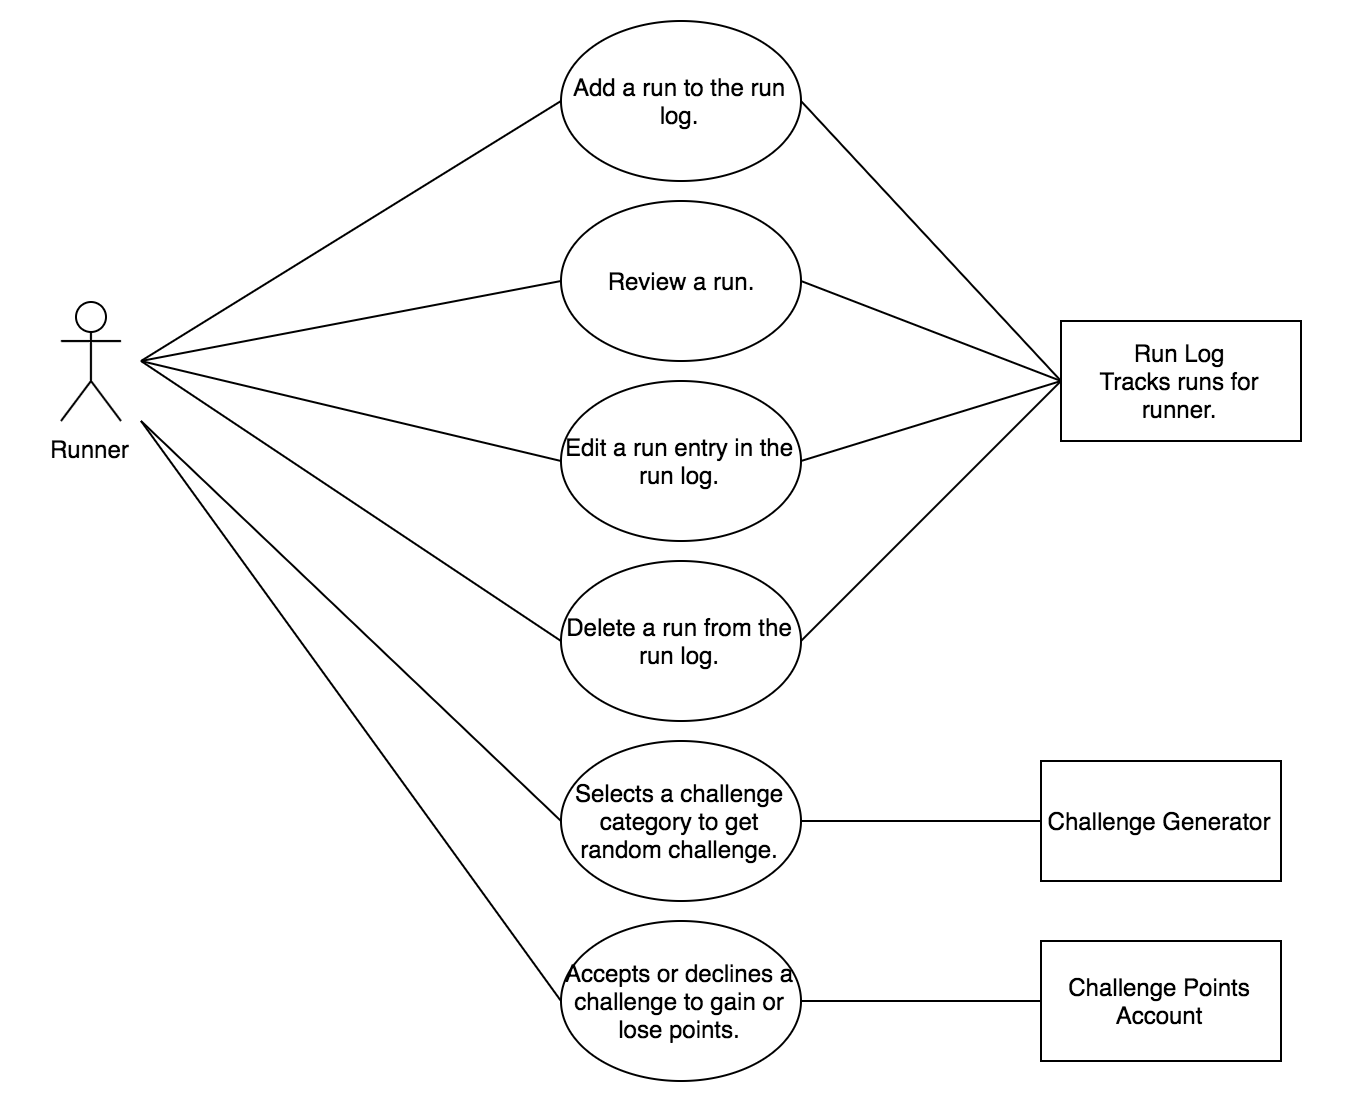 Add a run to the run
log.
Review a run.
Runner
Edit a run entry in the
run log.
Run Log
Tracks runs for
runner.
Delete a run from the
run log.
Selects a challenge
category to get
random challenge.
Challenge Generator
Accepts or declines a
challenge to gain or
lose points.
Challenge Points
Account